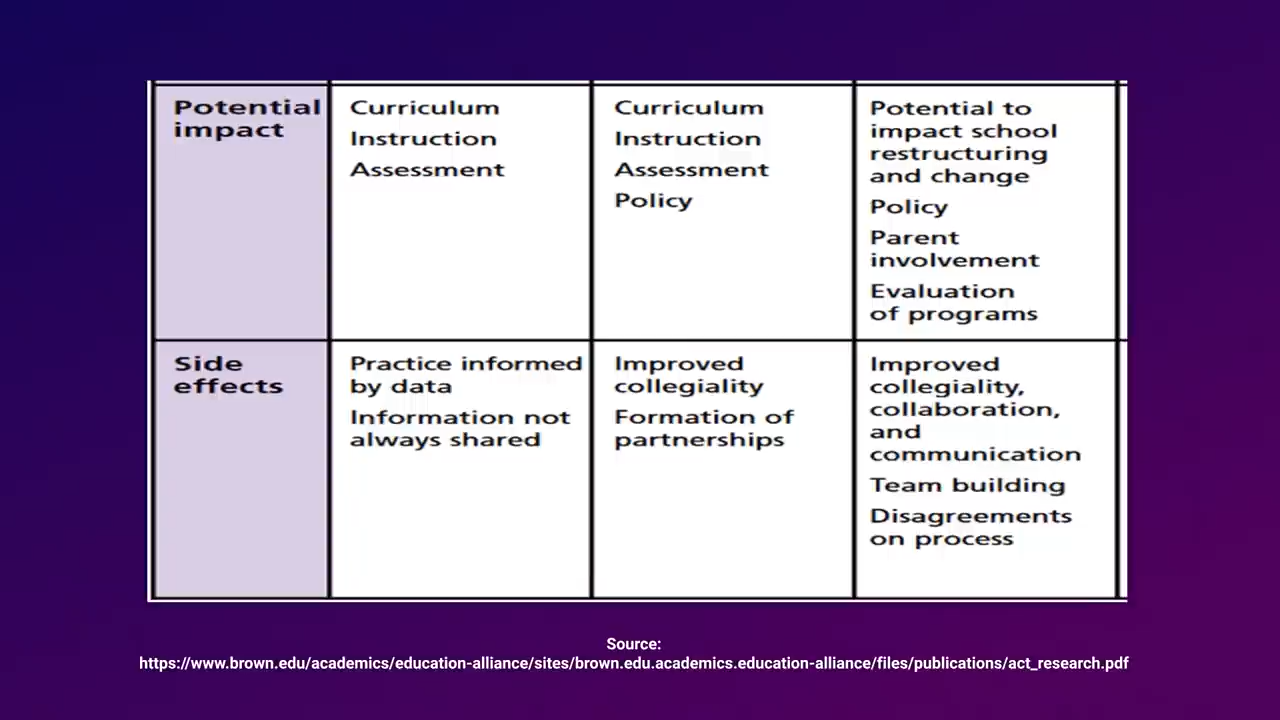 Potential
impact
Curriculum
Instruction
Assessment
Curriculum
Instruction
Assessment
Policy
Potential to
impact school
restructuring
and change
Policy
Parent
involvement
Evaluation
of programs
Side
effects
Practice informed
by data
Information not
always shared
Improved
collegiality
Formation of
partnerships
Improved
collegiality,
collaboration,
and
communication
Team building
Disagreements
on process
Source:
https://www.brown.edu/academics/education-alliance/sites/brown.edu.academics.education-alliance/files/publications/act_research.pdf